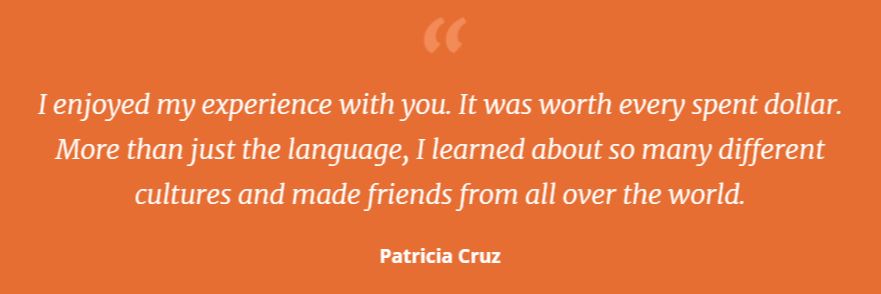 “
I enjoyed my experience with you. It was worth every spent dollar.
More than just the language, I learned about so many different
cultures and made friends from all over the world.
Patricia Cruz